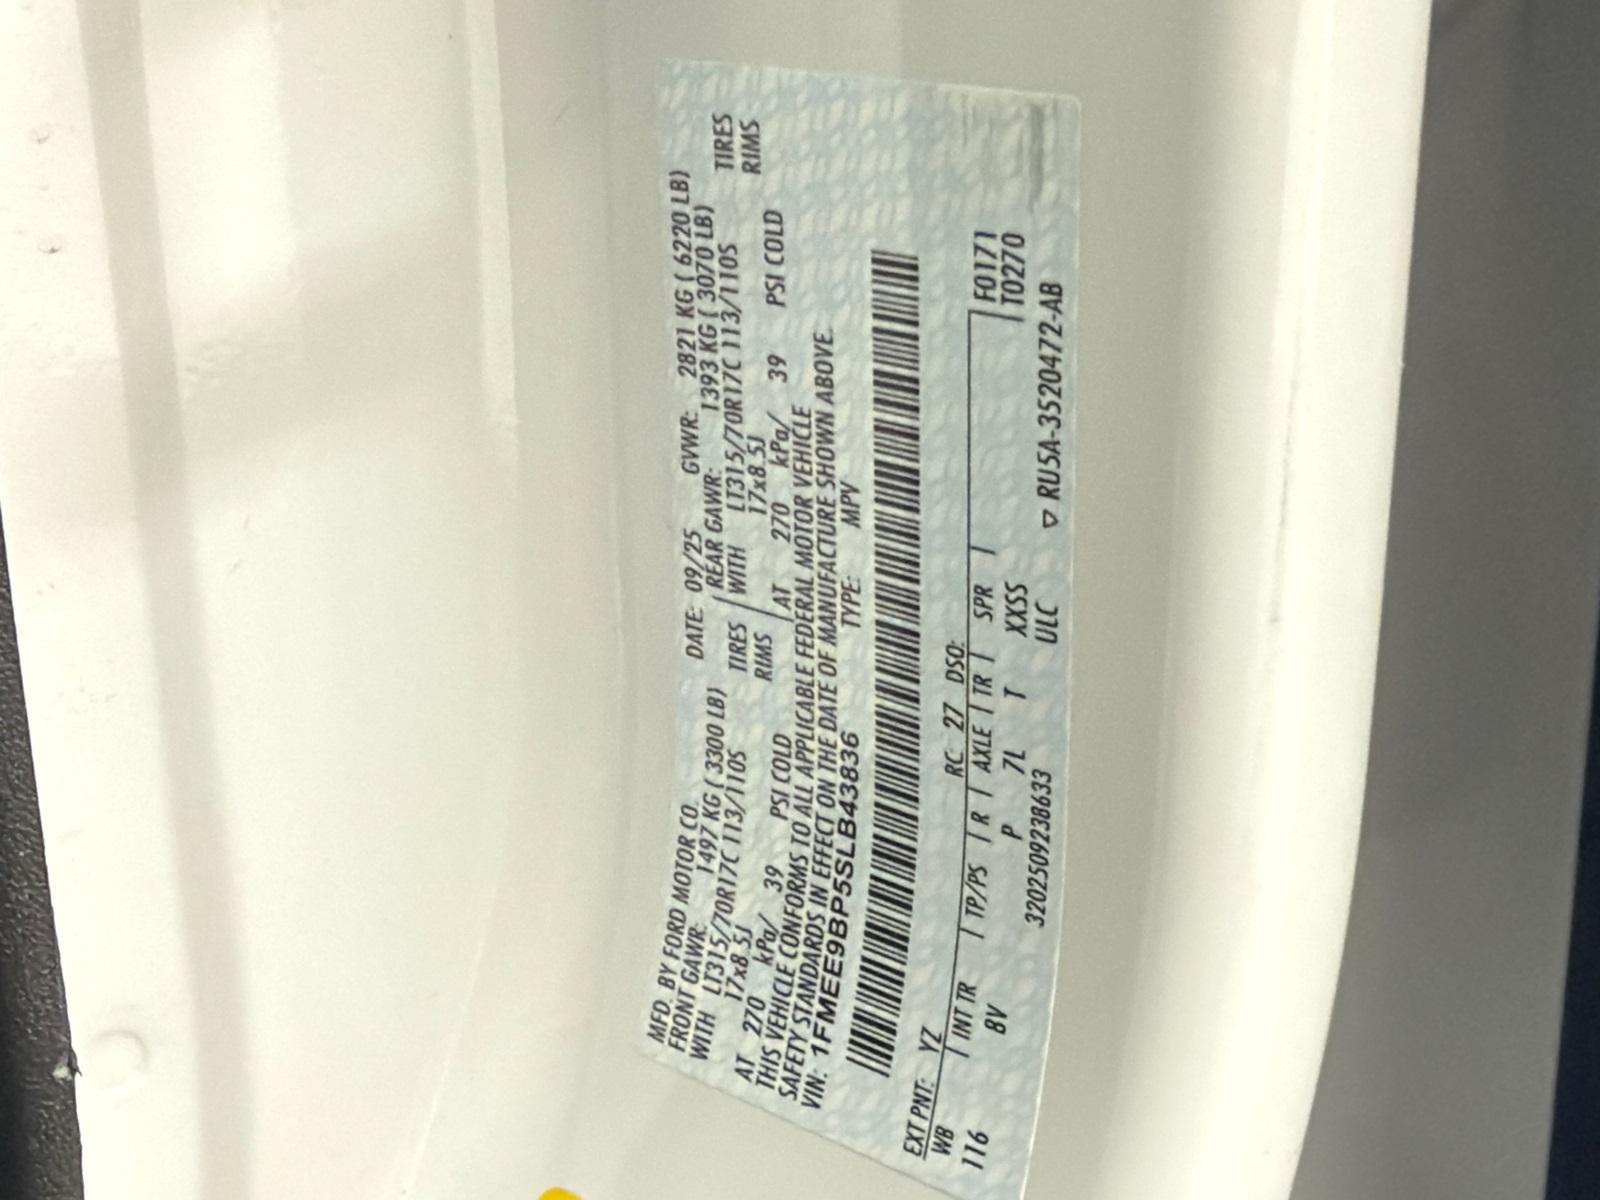 MFD. BY FORD MOTOR CO. DATE: 09/25 GVWR: 2821 KG ( 6220 LB)
FRONT GAWR: 1497 KG ( 3300 LB) REAR GAWR: 1393 KG ( 3070 LB)
WITH LT315/70R17C 113/110S TIRES WITH LT315/70R17C 113/110S TIRES
17x8.5J RIMS 17x8.5J RIMS
AT 270 kPa/ 39 PSI COLD AT 270 kPa/ 39 PSI COLD
THIS VEHICLE CONFORMS TO ALL APPLICABLE FEDERAL MOTOR VEHICLE
SAFETY STANDARDS IN EFFECT ON THE DATE OF MANUFACTURE SHOWN ABOVE.
VIN: 1FMEE9BP5SLB43836 TYPE: MPV
EXT PNT: YZ RC 27 DSO:
WB | INT TR | TP/PS | R | AXLE | TR | SPR | F0171
116 8V P 7L T XXSS T0270
3202509238633 ULC ▽ RU5A-3520472-AB